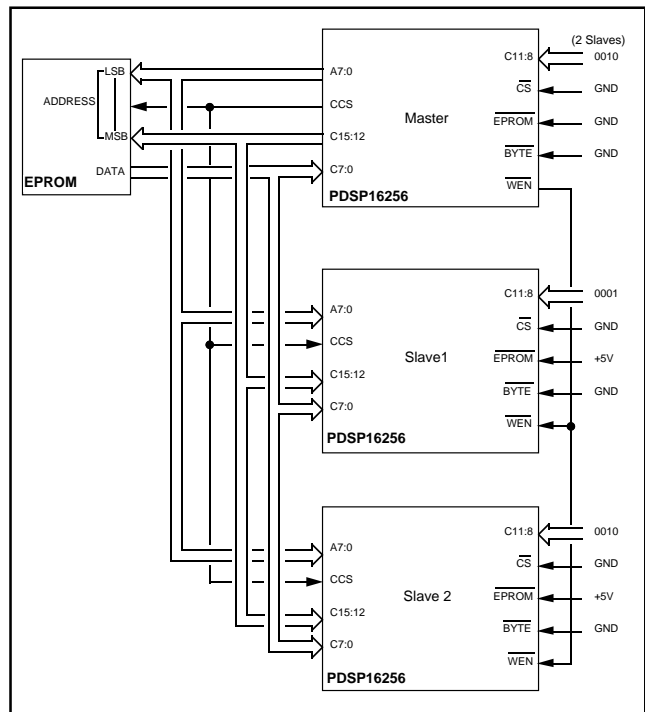 LSB
ADDRESS
MSB
DATA
EPROM
A7:0
CCS
C15:12
C7:0
Master
PDSP16256
(2 Slaves)
C11:8
0010
CS
GND
EPROM
GND
BYTE
GND
WEN
A7:0
CCS
C15:12
C7:0
Slave1
PDSP16256
C11:8
0001
CS
GND
EPROM
+5V
BYTE
GND
WEN
A7:0
CCS
C15:12
C7:0
Slave 2
PDSP16256
C11:8
0010
CS
GND
EPROM
+5V
BYTE
GND
WEN